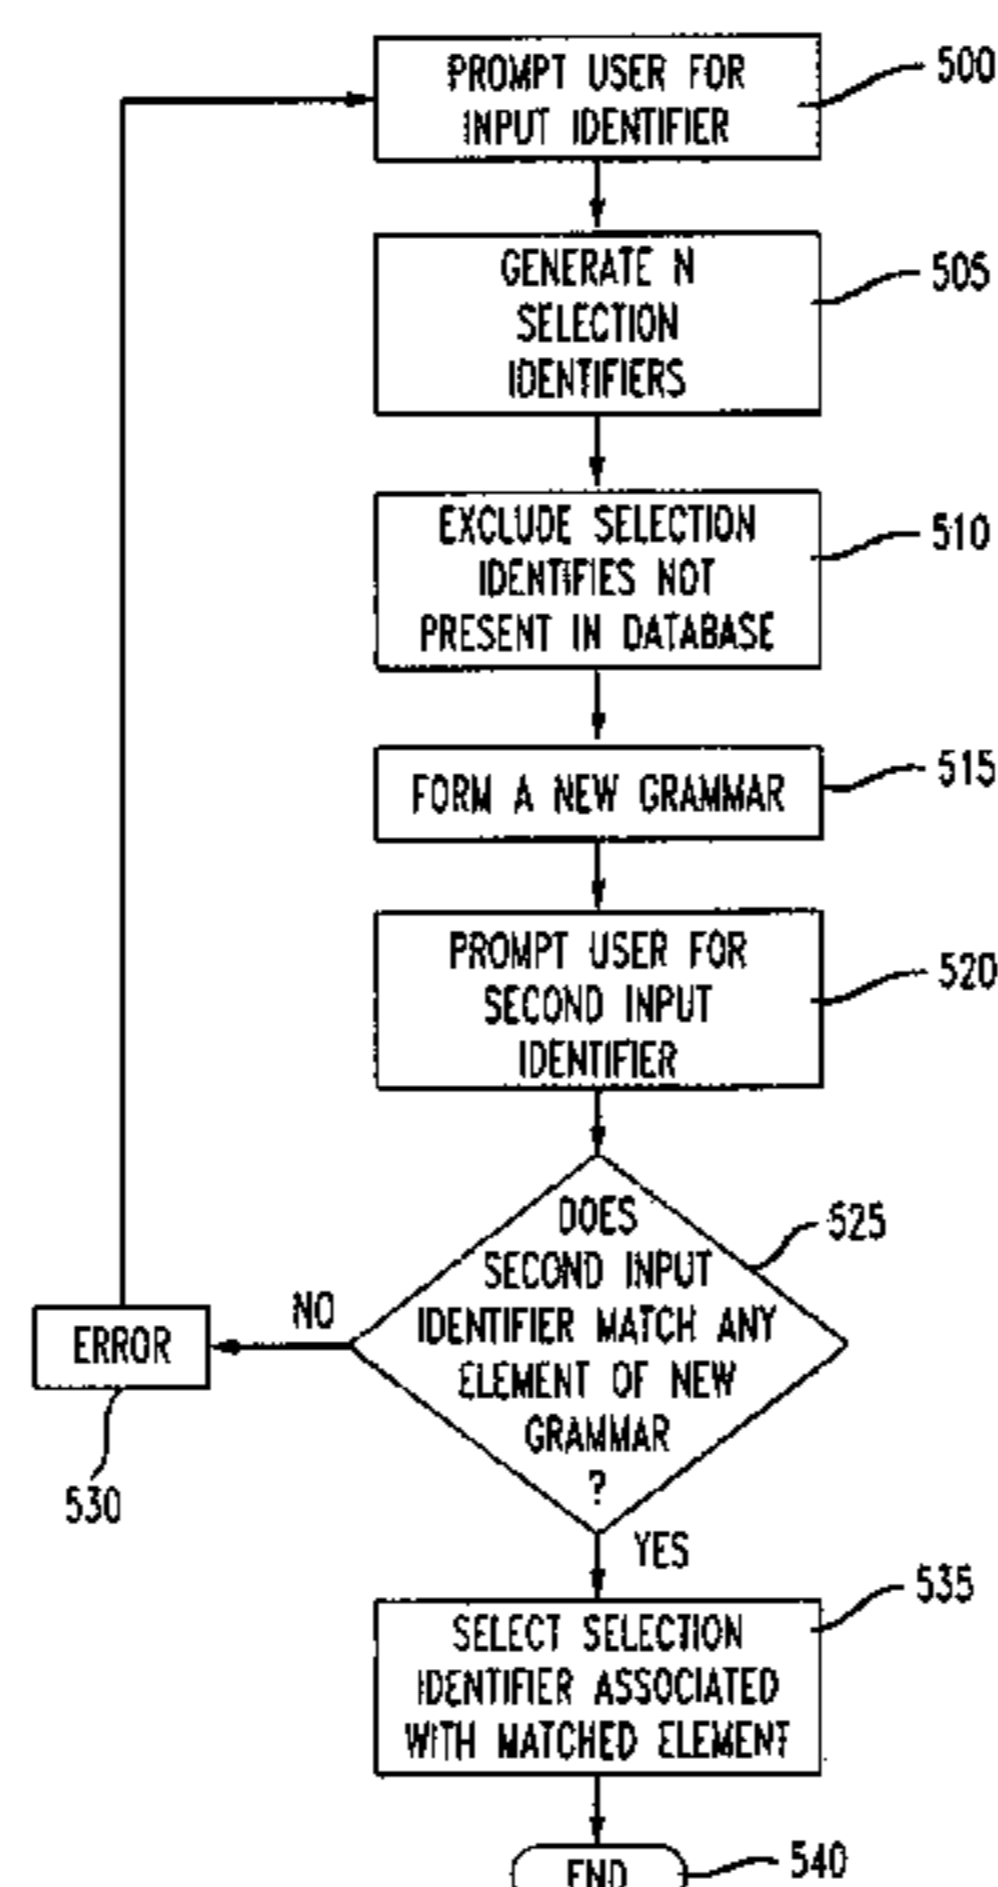 PROMPT USER FOR
INPUT IDENTIFIER
500
GENERATE N
SELECTION
IDENTIFIERS
505
EXCLUDE SELECTION
IDENTIFIES NOT
PRESENT IN DATABASE
510
FORM A NEW GRAMMAR
515
PROMPT USER FOR
SECOND INPUT
IDENTIFIER
520
DOES
SECOND INPUT
IDENTIFIER MATCH ANY
ELEMENT OF NEW
GRAMMAR
?
525
NO
ERROR
530
YES
SELECT SELECTION
IDENTIFIER ASSOCIATED
WITH MATCHED ELEMENT
535
END
540